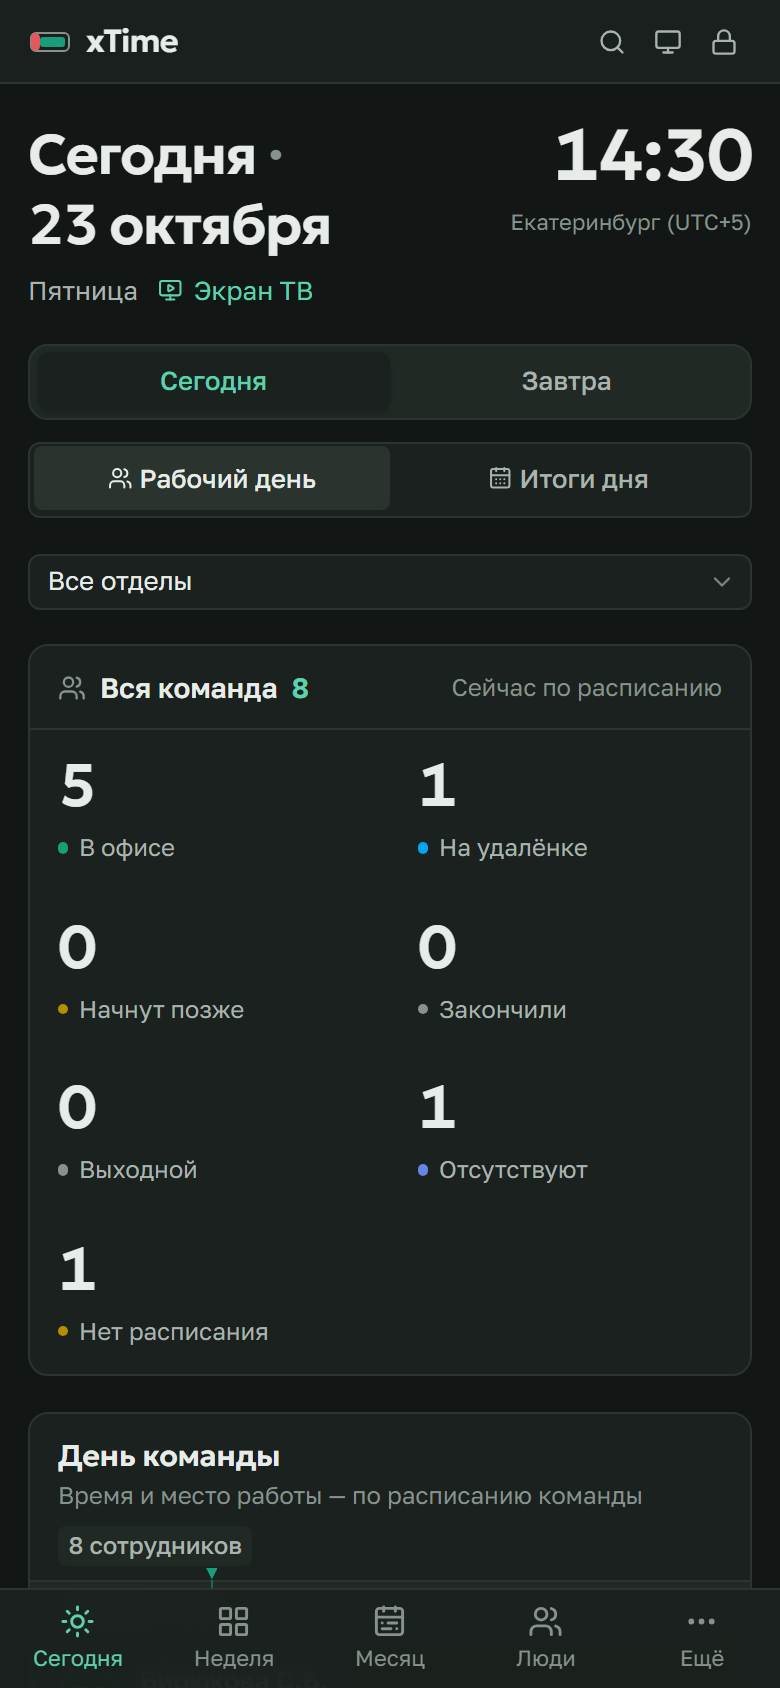 xTime
Сегодня ·
23 октября
14:30
Екатеринбург (UTC+5)
Пятница
Экран ТВ
Сегодня
Завтра
Рабочий день
Итоги дня
Все отделы
Вся команда 8
Сейчас по расписанию
5
В офисе
1
На удалёнке
0
Начнут позже
0
Закончили
0
Выходной
1
Отсутствуют
1
Нет расписания
День команды
Время и место работы — по расписанию команды
8 сотрудников
Сегодня
Неделя
Месяц
Люди
Ещё